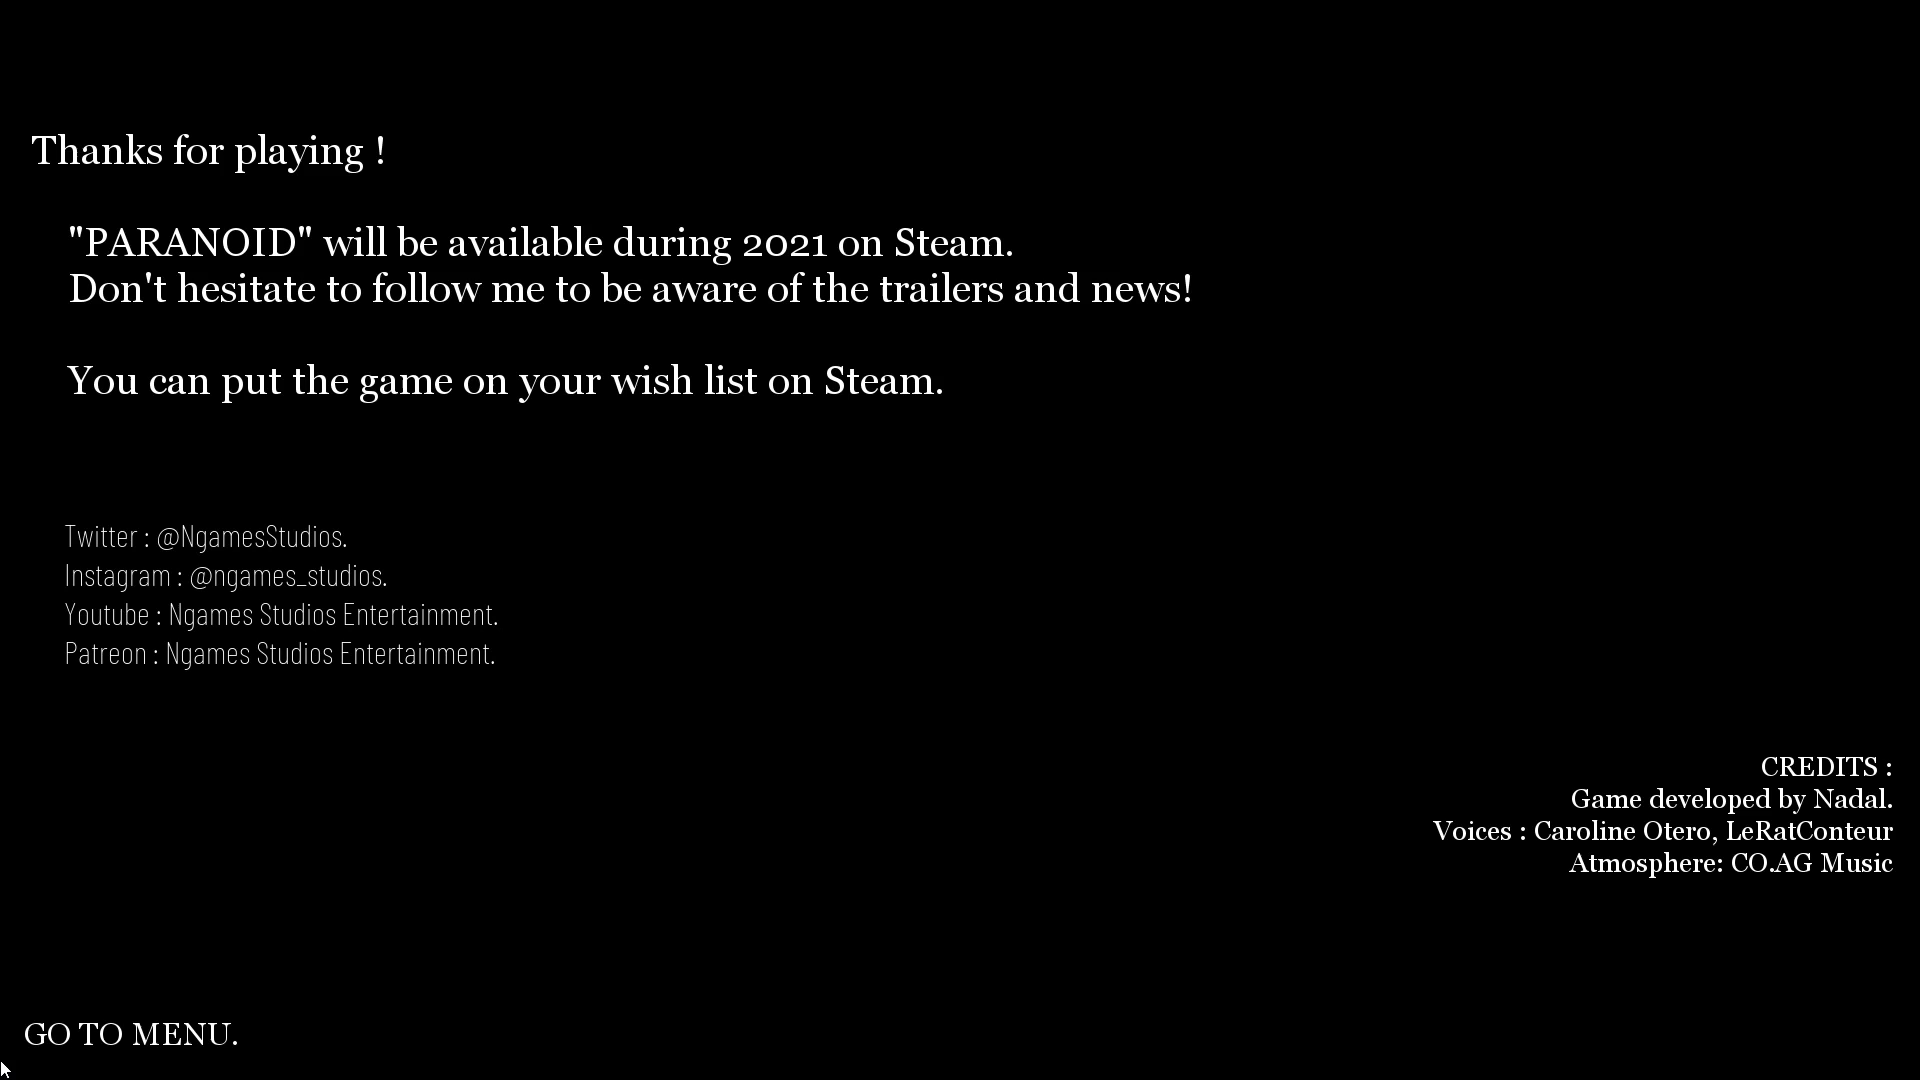 Thanks for playing !
"PARANOID" will be available during 2021 on Steam.
Don't hesitate to follow me to be aware of the trailers and news!
You can put the game on your wish list on Steam.
Twitter : @NgamesStudios.
Instagram : @ngames_studios.
Youtube : Ngames Studios Entertainment.
Patreon : Ngames Studios Entertainment.
CREDITS :
Game developed by Nadal.
Voices : Caroline Otero, LeRatConteur
Atmosphere: CO.AG Music
GO TO MENU.